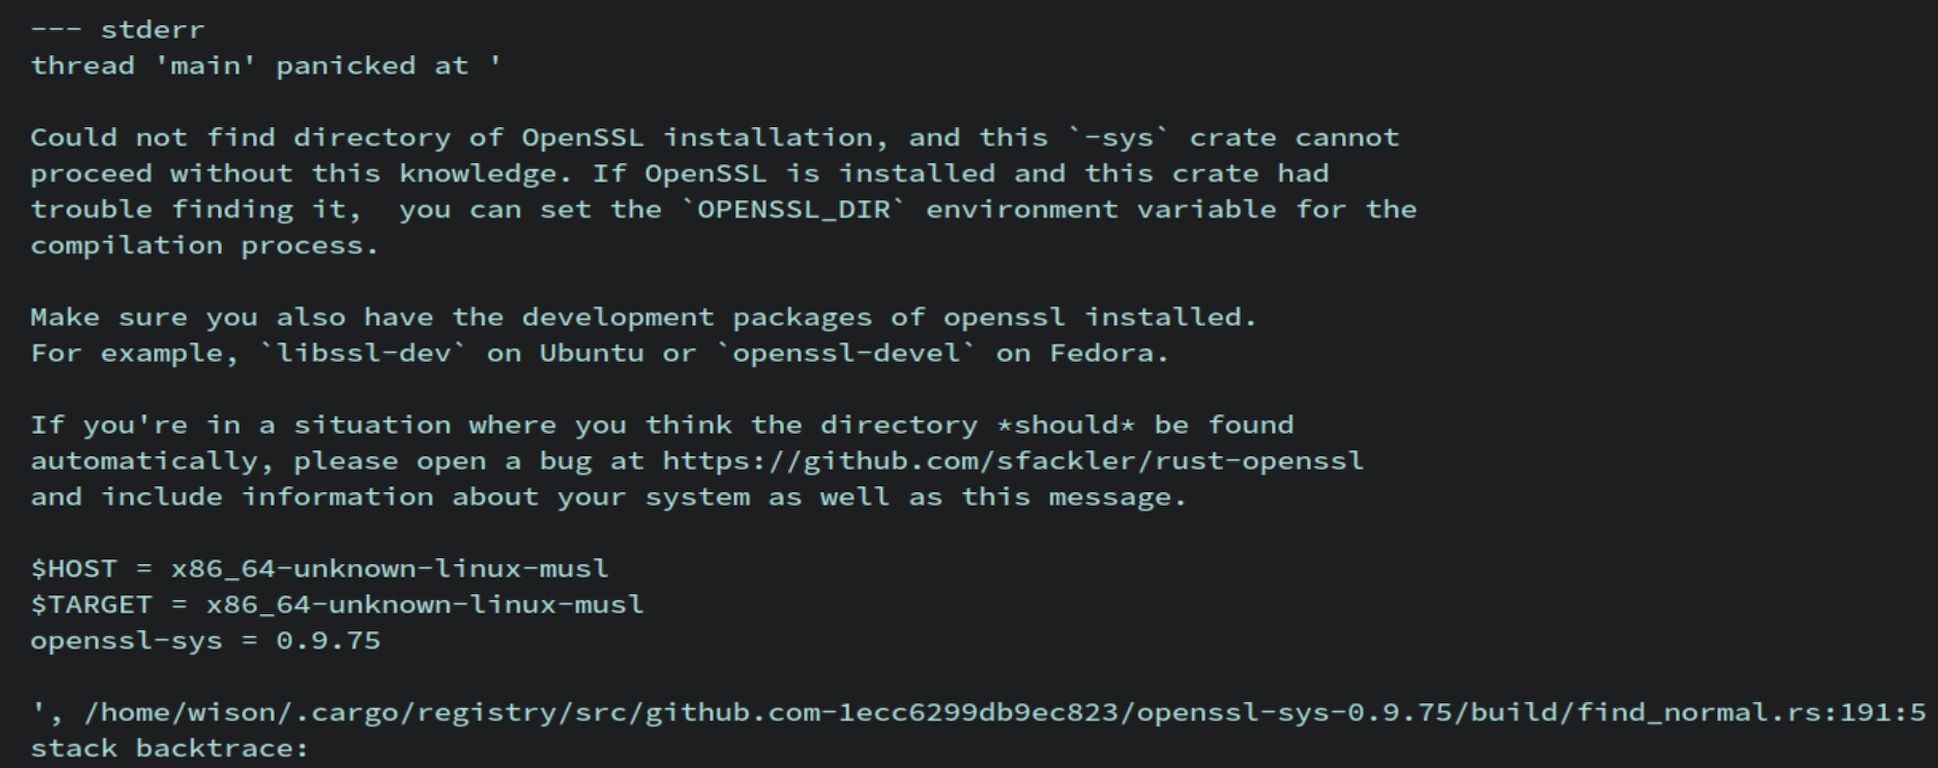 --- stderr
thread 'main' panicked at '
Could not find directory of OpenSSL installation, and this `-sys` crate cannot
proceed without this knowledge. If OpenSSL is installed and this crate had
trouble finding it,  you can set the `OPENSSL_DIR` environment variable for the
compilation process.
Make sure you also have the development packages of openssl installed.
For example, `libssl-dev` on Ubuntu or `openssl-devel` on Fedora.
If you're in a situation where you think the directory *should* be found
automatically, please open a bug at https://github.com/sfackler/rust-openssl
and include information about your system as well as this message.
$HOST = x86_64-unknown-linux-musl
$TARGET = x86_64-unknown-linux-musl
openssl-sys = 0.9.75
', /home/wison/.cargo/registry/src/github.com-1ecc6299db9ec823/openssl-sys-0.9.75/build/find_normal.rs:191:5
stack backtrace: